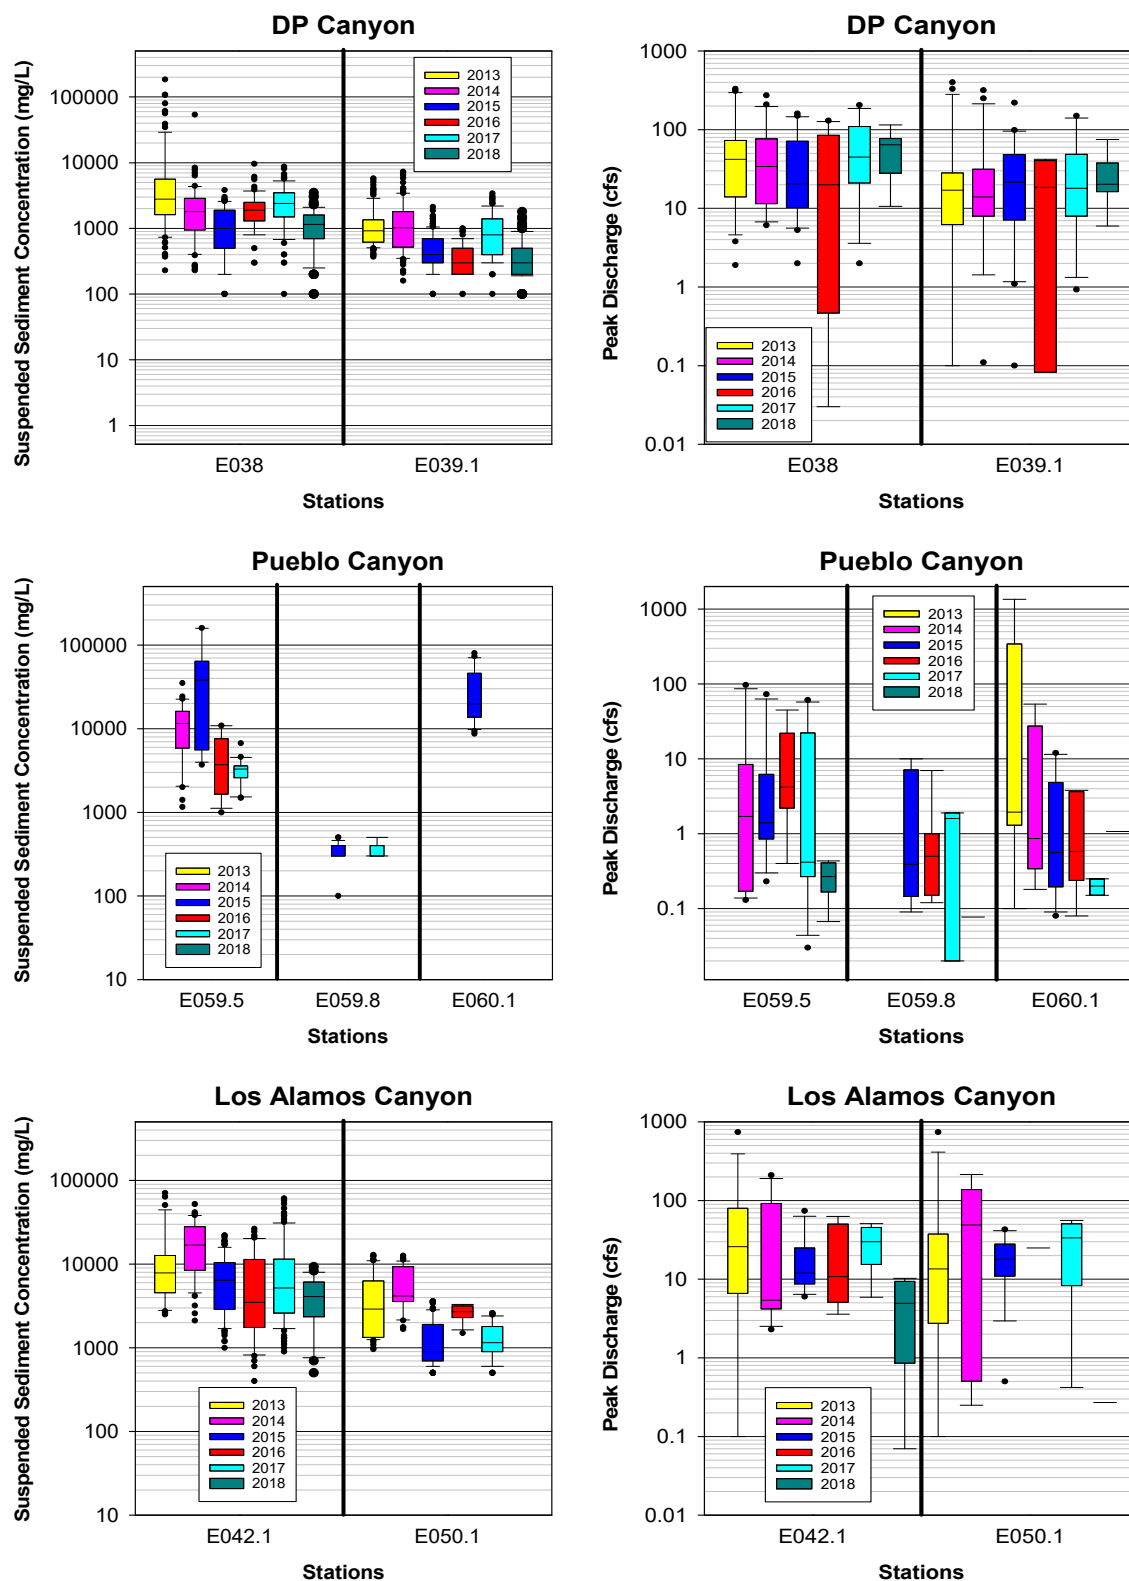 DP Canyon
Suspended Sediment Concentration (mg/L)
100000
10000
1000
100
10
1
2013
2014
2015
2016
2017
2018
E038
E039.1
Stations
DP Canyon
Peak Discharge (cfs)
1000
100
10
1
0.1
0.01
2013
2014
2015
2016
2017
2018
E038
E039.1
Stations
Pueblo Canyon
Suspended Sediment Concentration (mg/L)
100000
10000
1000
100
10
2013
2014
2015
2016
2017
2018
E059.5
E059.8
E060.1
Stations
Pueblo Canyon
Peak Discharge (cfs)
1000
100
10
1
0.1
2013
2014
2015
2016
2017
2018
E059.5
E059.8
E060.1
Stations
Los Alamos Canyon
Suspended Sediment Concentration (mg/L)
100000
10000
1000
100
10
2013
2014
2015
2016
2017
2018
E042.1
E050.1
Stations
Los Alamos Canyon
Peak Discharge (cfs)
1000
100
10
1
0.1
0.01
2013
2014
2015
2016
2017
2018
E042.1
E050.1
Stations